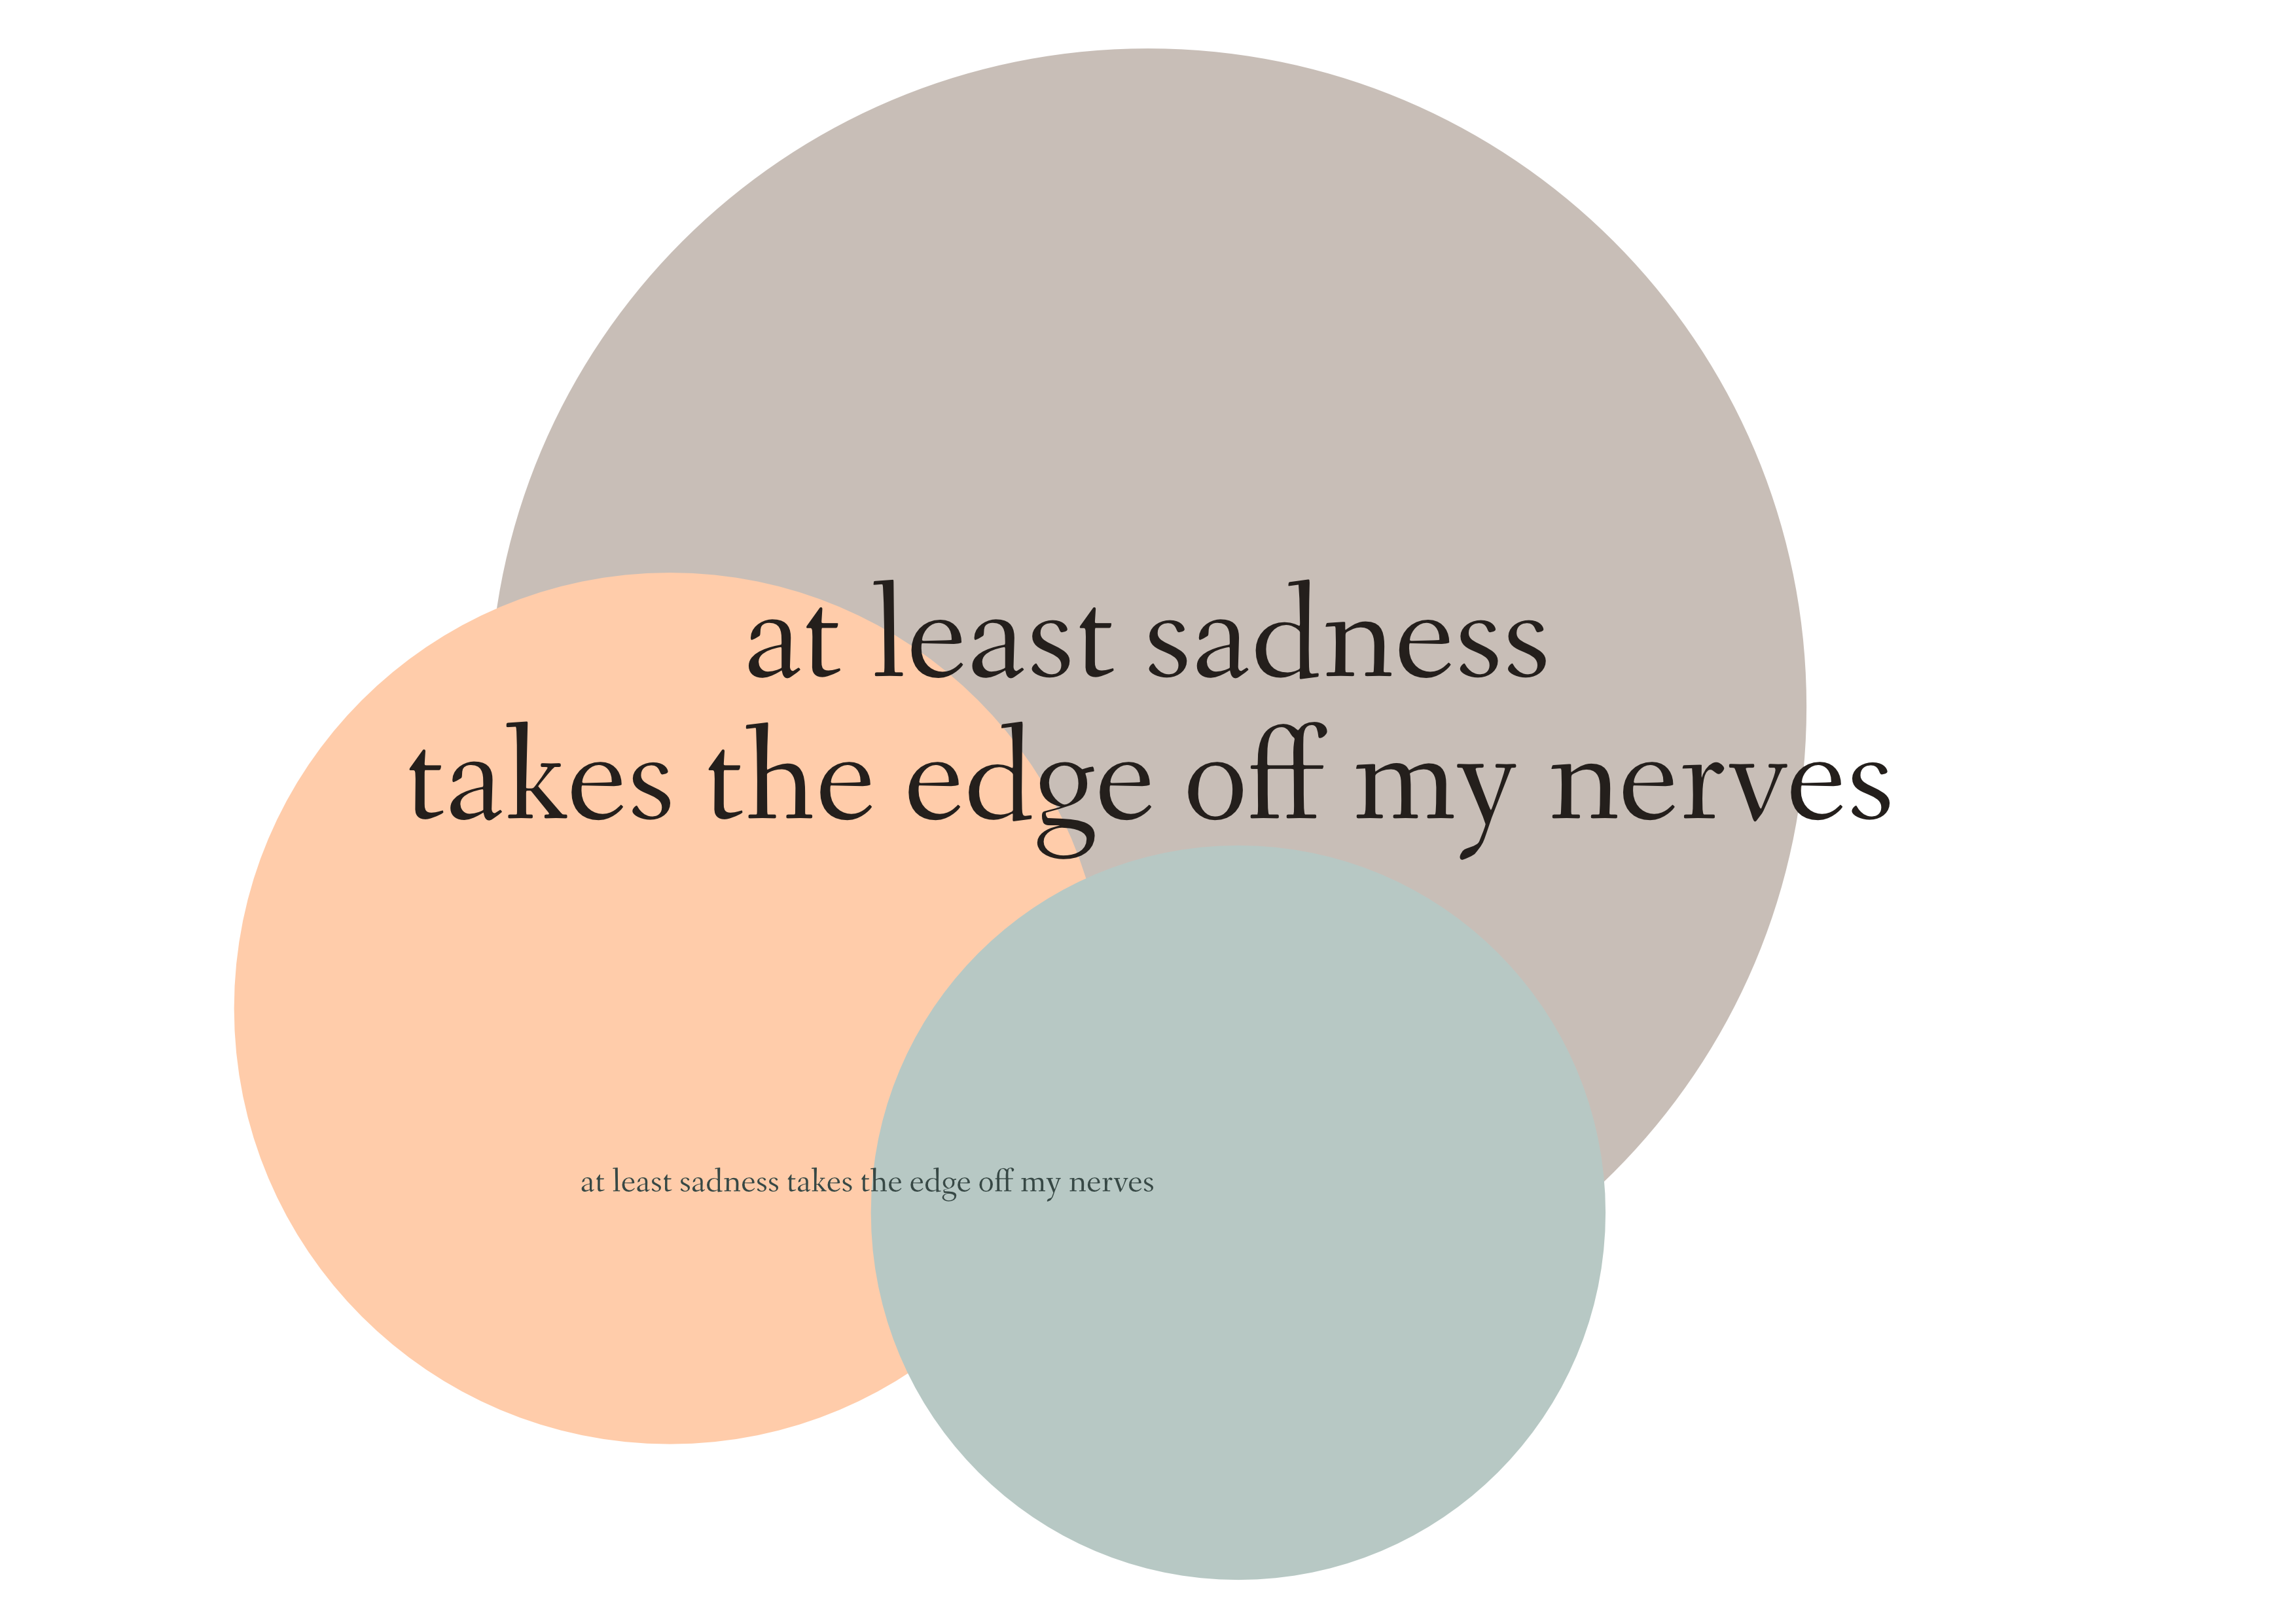 at least sadness
takes the edge off my nerves
at least sadness takes the edge off my nerves